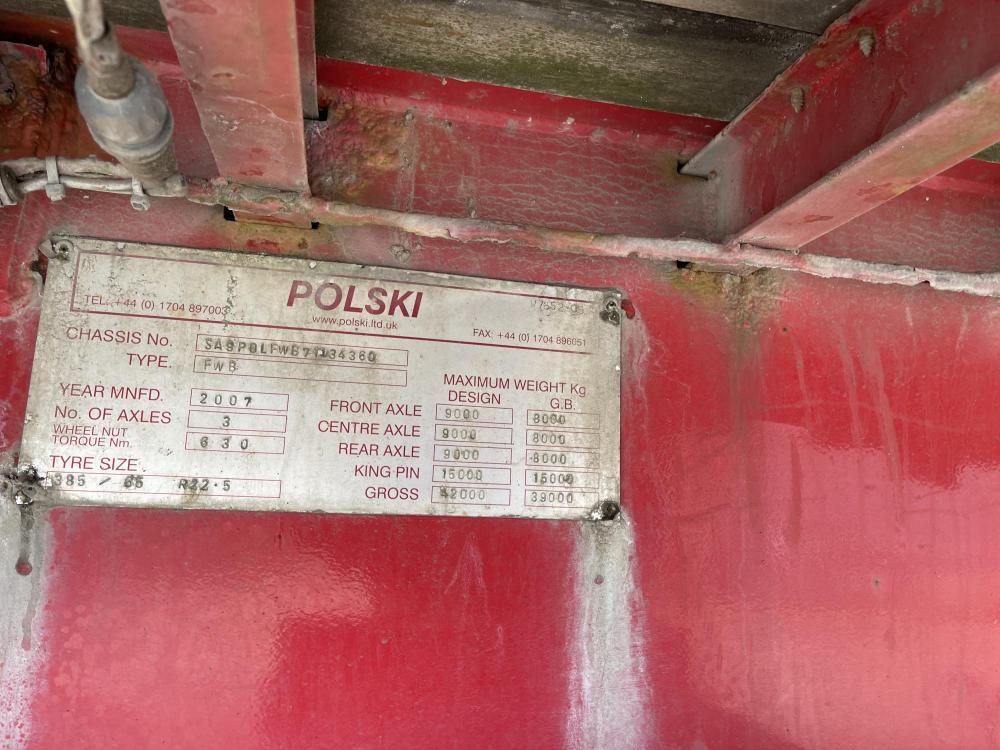 POLSKI
TEL: +44 (0) 1704 897003
www.polski.ltd.uk
FAX: +44 (0) 1704 896051
CHASSIS No.
TYPE. FWB
MAXIMUM WEIGHT Kg
DESIGN G.B.
YEAR MNFD. 2007
No. OF AXLES 3
WHEEL NUT
TORQUE Nm. 630
TYRE SIZE
385 / 65 R22.5
FRONT AXLE 9000 8000
CENTRE AXLE 9000 8000
REAR AXLE 9000 8000
KING PIN 15000 15000
GROSS 42000 39000